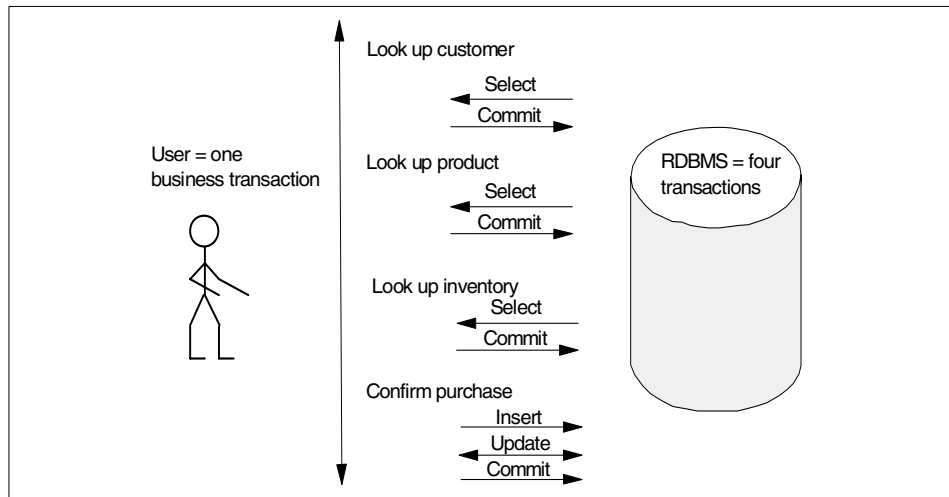 Look up customer
Select
Commit
User = one
business transaction
Look up product
Select
Commit
RDBMS = four
transactions
Look up inventory
Select
Commit
Confirm purchase
Insert
Update
Commit